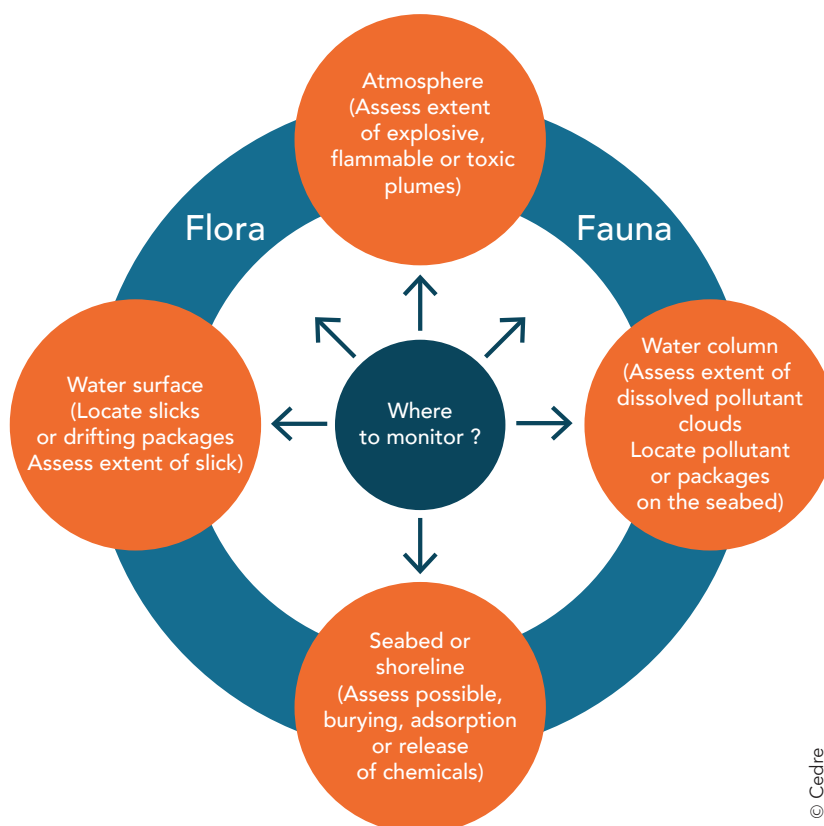 Atmosphere
(Assess extent
of explosive,
flammable or toxic
plumes)
Flora
Fauna
Water surface
(Locate slicks
or drifting packages
Assess extent of slick)
Where
to monitor ?
Water column
(Assess extent of
dissolved pollutant
clouds
Locate pollutant
or packages
on the seabed)
Seabed or
shoreline
(Assess possible,
burying, adsorption
or release
of chemicals)
© Cedre